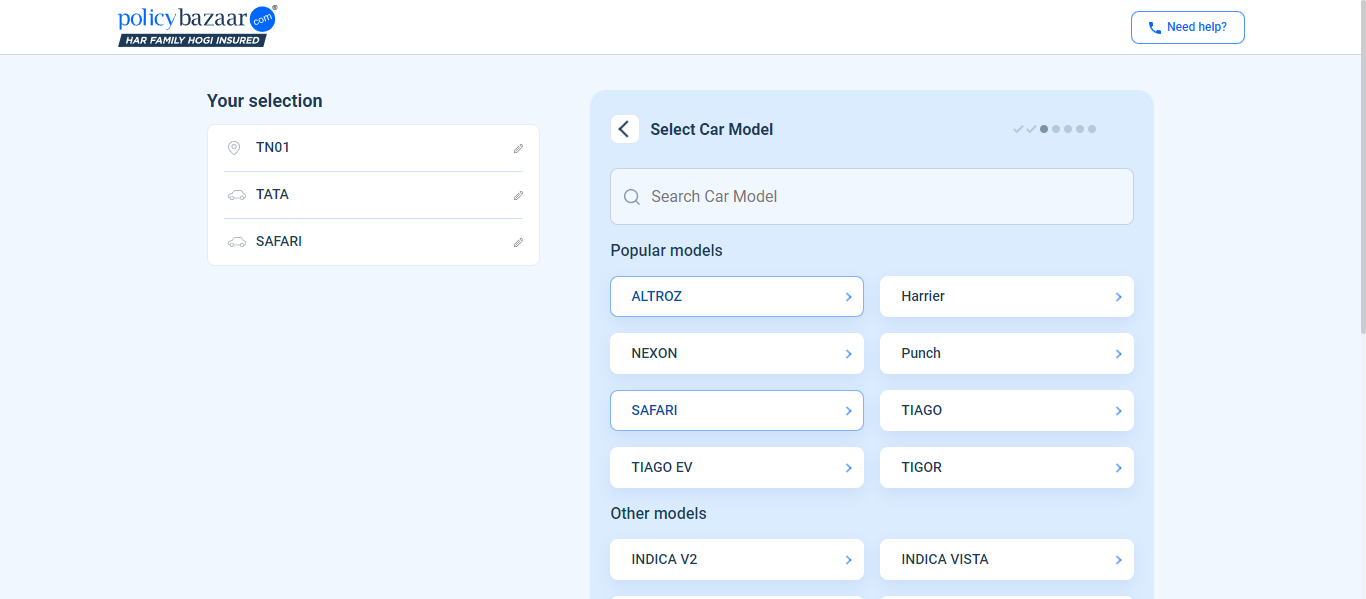 policybazaar.com
HAR FAMILY HOGI INSURED
Need help?
Your selection
TN01
TATA
SAFARI
Select Car Model
Search Car Model
Popular models
ALTROZ
Harrier
NEXON
Punch
SAFARI
TIAGO
TIAGO EV
TIGOR
Other models
INDICA V2
INDICA VISTA